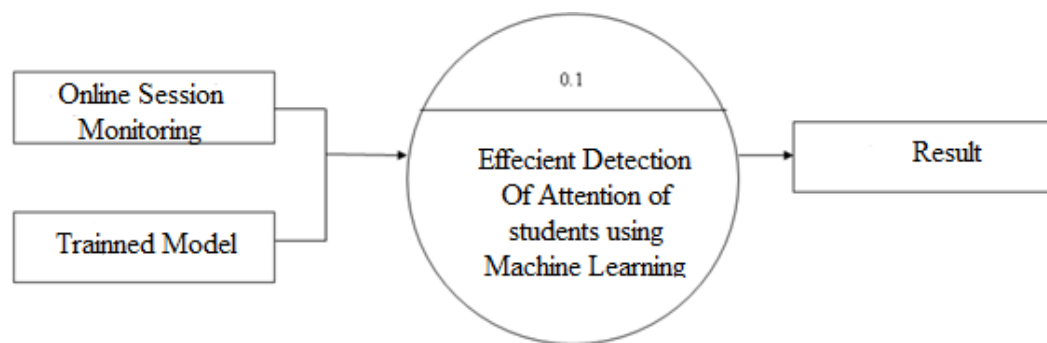 Online Session
Monitoring
Trainned Model
0.1
Effecient Detection
Of Attention of
students using
Machine Learning
Result